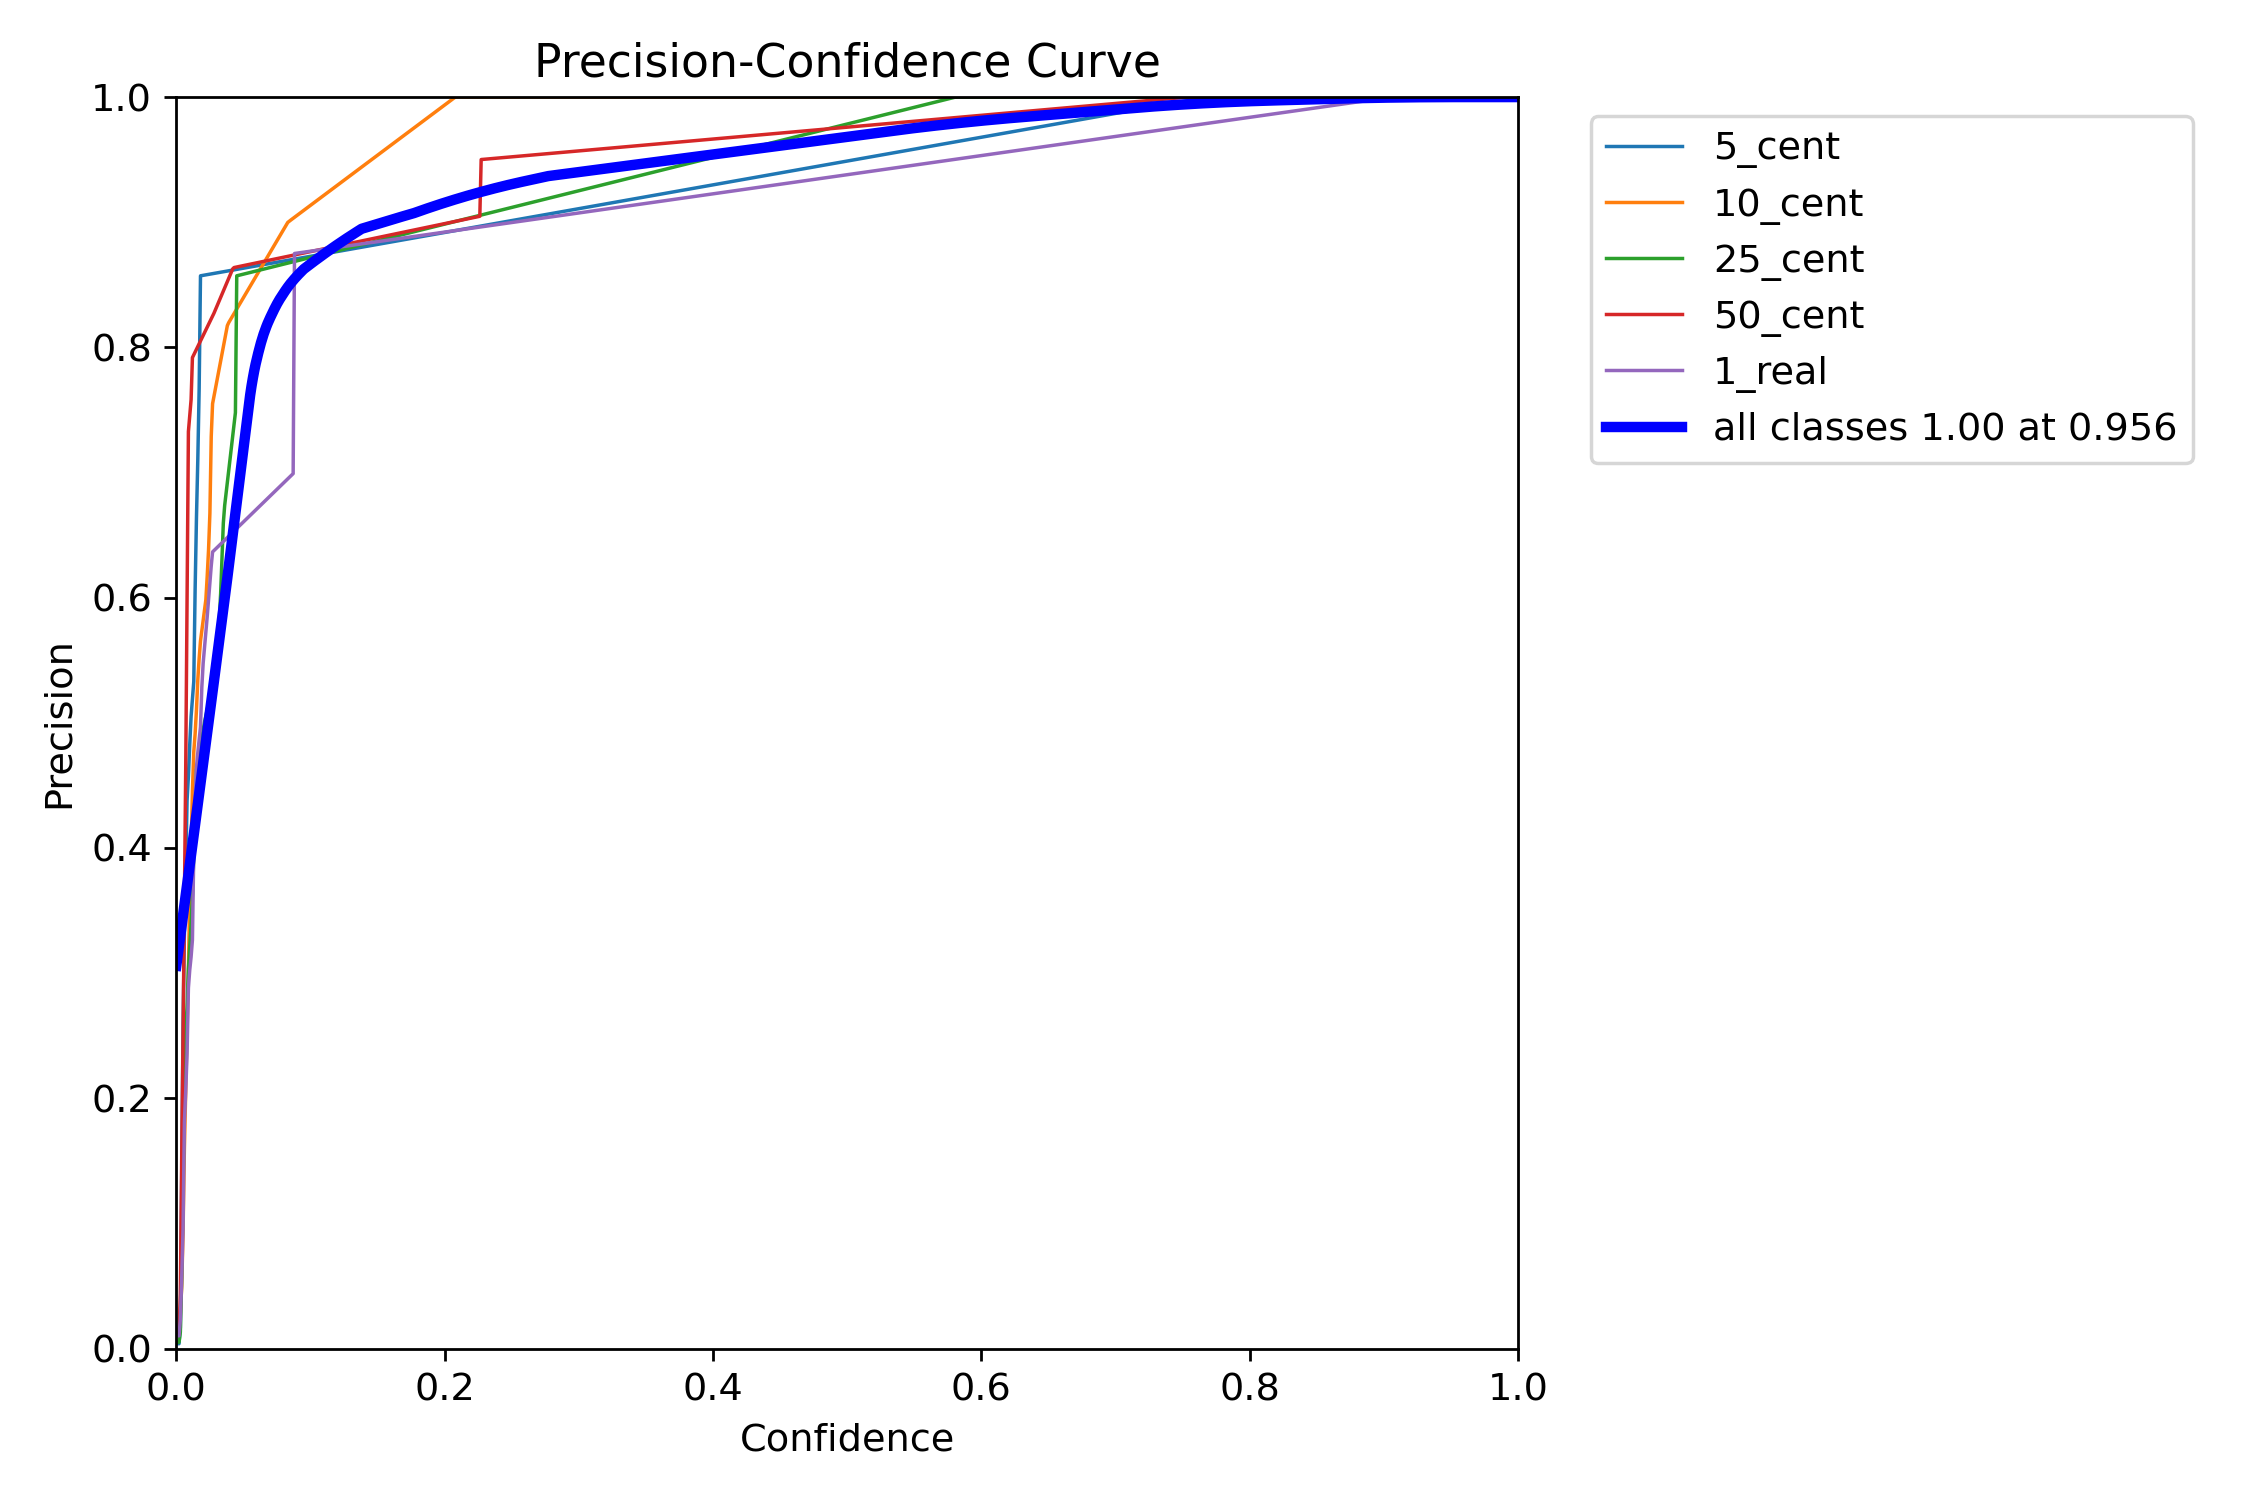 Precision-Confidence Curve
1.0
0.8
0.6
0.4
0.2
0.0
Precision
0.0 0.2 0.4 0.6 0.8 1.0
Confidence
5_cent
10_cent
25_cent
50_cent
1_real
all classes 1.00 at 0.956